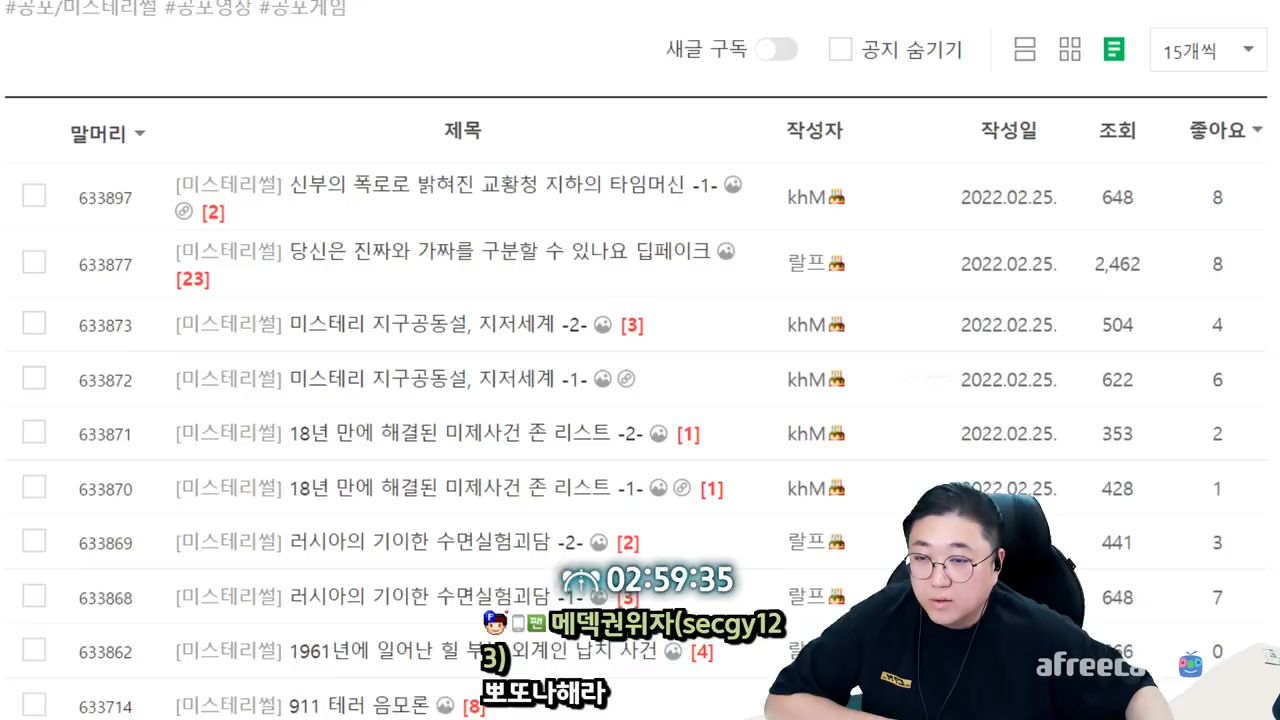 #공포/미스테리썰 #공포영상 #공포게임
새글 구독 공지 숨기기 15개씩
말머리 제목 작성자 작성일 조회 좋아요
633897 [미스테리썰] 신부의 폭로로 밝혀진 교황청 지하의 타임머신 -1- khM 2022.02.25. 648 8
[2]
633877 [미스테리썰] 당신은 진짜와 가짜를 구분할 수 있나요 딥페이크 랄프 2022.02.25. 2,462 8
[23]
633873 [미스테리썰] 미스테리 지구공동설, 지저세계 -2- [3] khM 2022.02.25. 504 4
633872 [미스테리썰] 미스테리 지구공동설, 지저세계 -1- khM 2022.02.25. 622 6
633871 [미스테리썰] 18년 만에 해결된 미제사건 존 리스트 -2- [1] khM 2022.02.25. 353 2
633870 [미스테리썰] 18년 만에 해결된 미제사건 존 리스트 -1- [1] khM 2022.02.25. 428 1
633869 [미스테리썰] 러시아의 기이한 수면실험괴담 -2- [2] 랄프 441 3
633868 [미스테리썰] 러시아의 기이한 수면실험괴담 -1- [3] 랄프 648 7
02:59:35
팬 메덱권위자(secgy12
3)
뽀또나해라
633862 [미스테리썰] 1961년에 일어난 힐 외계인 납치 사건 [4] 0
afreeca
633714 [미스테리썰] 911 테러 음모론 [8]